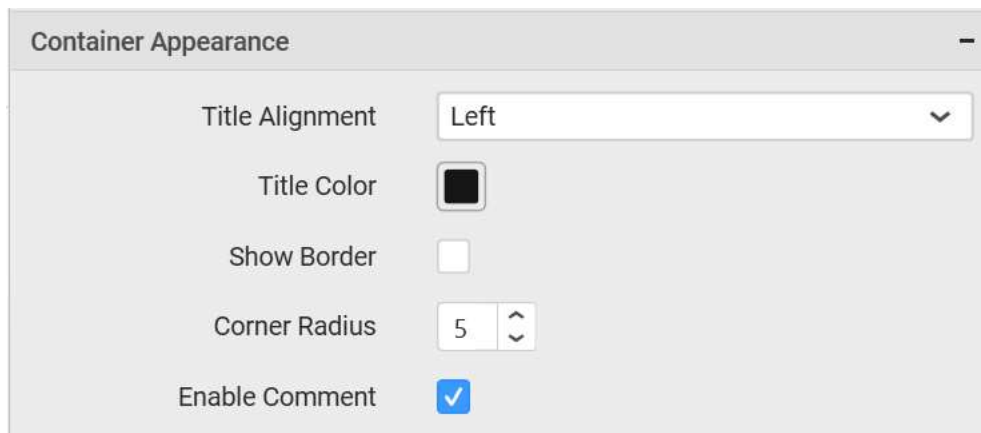 Container Appearance
Title Alignment Left
Title Color
Show Border
Corner Radius 5
Enable Comment